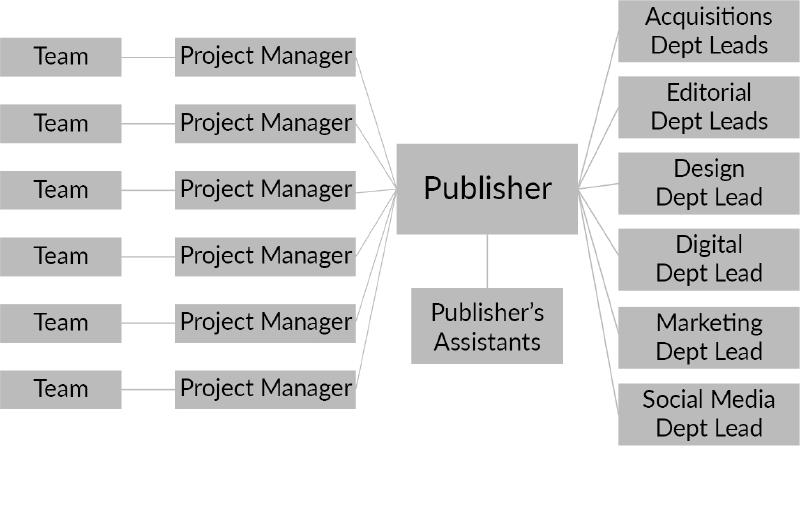 Team
Project Manager
Team
Project Manager
Team
Project Manager
Team
Project Manager
Team
Project Manager
Team
Project Manager
Publisher
Publisher’s
Assistants
Acquisitions
Dept Leads
Editorial
Dept Leads
Design
Dept Lead
Digital
Dept Lead
Marketing
Dept Lead
Social Media
Dept Lead